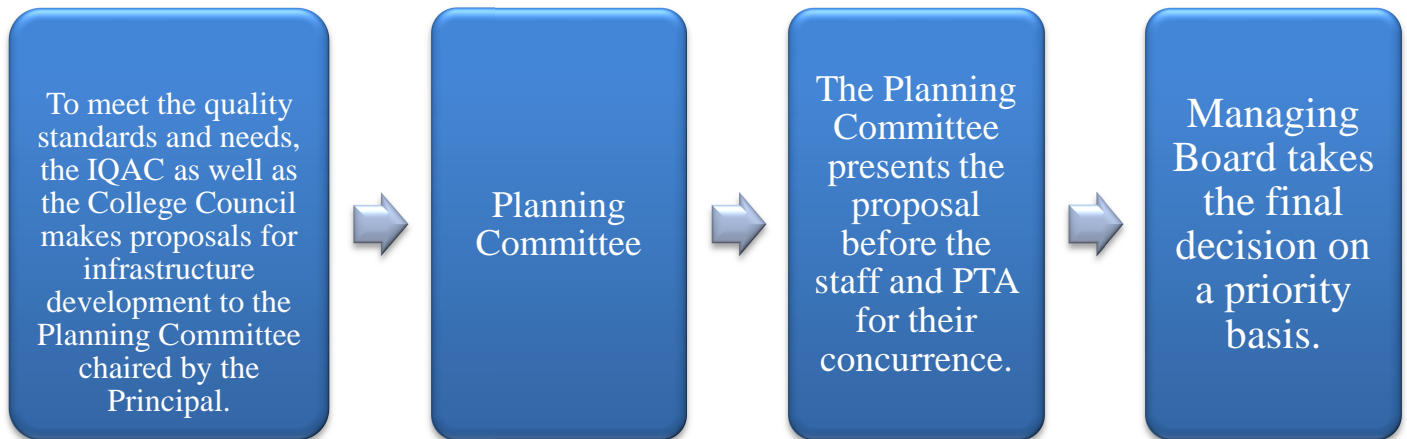 To meet the quality
standards and needs,
the IQAC as well as
the College Council
makes proposals for
infrastructure
development to the
Planning Committee
chaired by the
Principal.
Planning
Committee
The Planning
Committee
presents the
proposal
before the
staff and PTA
for their
concurrence.
Managing
Board takes
the final
decision on
a priority
basis.